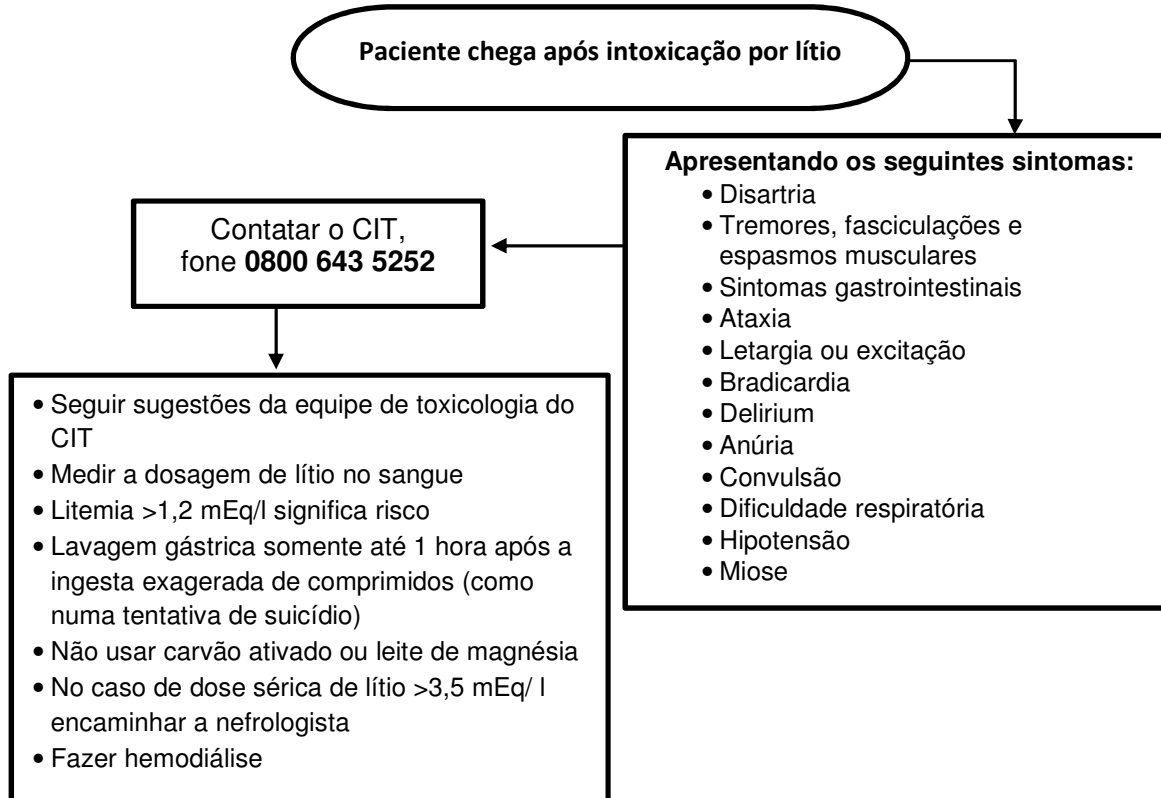 Paciente chega após intoxicação por lítio
Apresentando os seguintes sintomas:
• Disartria
• Tremores, fasciculações e
espasmos musculares
• Sintomas gastrointestinais
• Ataxia
• Letargia ou excitação
• Bradicardia
• Delirium
• Anúria
• Convulsão
• Dificuldade respiratória
• Hipotensão
• Miose
Contatar o CIT,
fone 0800 643 5252
• Seguir sugestões da equipe de toxicologia do
CIT
• Medir a dosagem de lítio no sangue
• Litemia >1,2 mEq/l significa risco
• Lavagem gástrica somente até 1 hora após a
ingesta exagerada de comprimidos (como
numa tentativa de suicídio)
• Não usar carvão ativado ou leite de magnésia
• No caso de dose sérica de lítio >3,5 mEq/ l
encaminhar a nefrologista
• Fazer hemodiálise